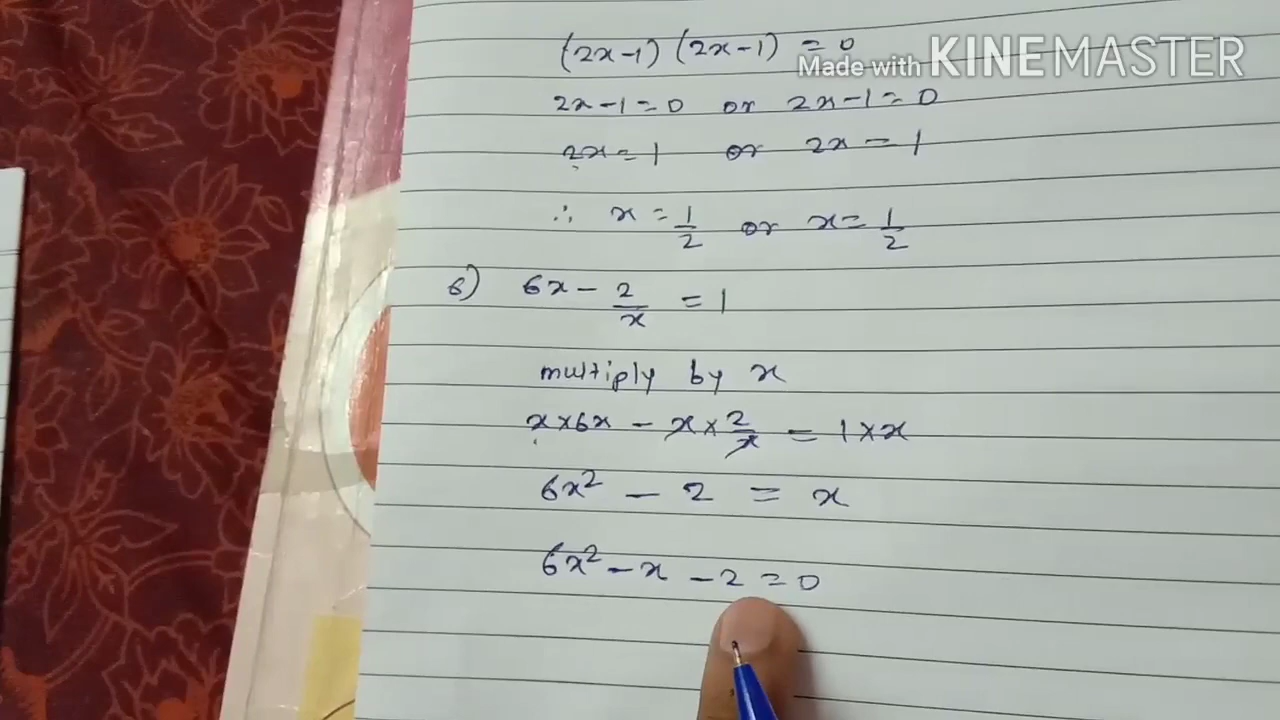 (2x-1) (2x-1) = 0
Made with KINEMASTER
2x-1=0 or 2x-1=0
2x=1 or 2x=1
∴ x=1/2 or x=1/2
6) 6x - 2/x = 1
multiply by x
x×6x - x×2/x = 1×x
6x² - 2 = x
6x² - x - 2 = 0